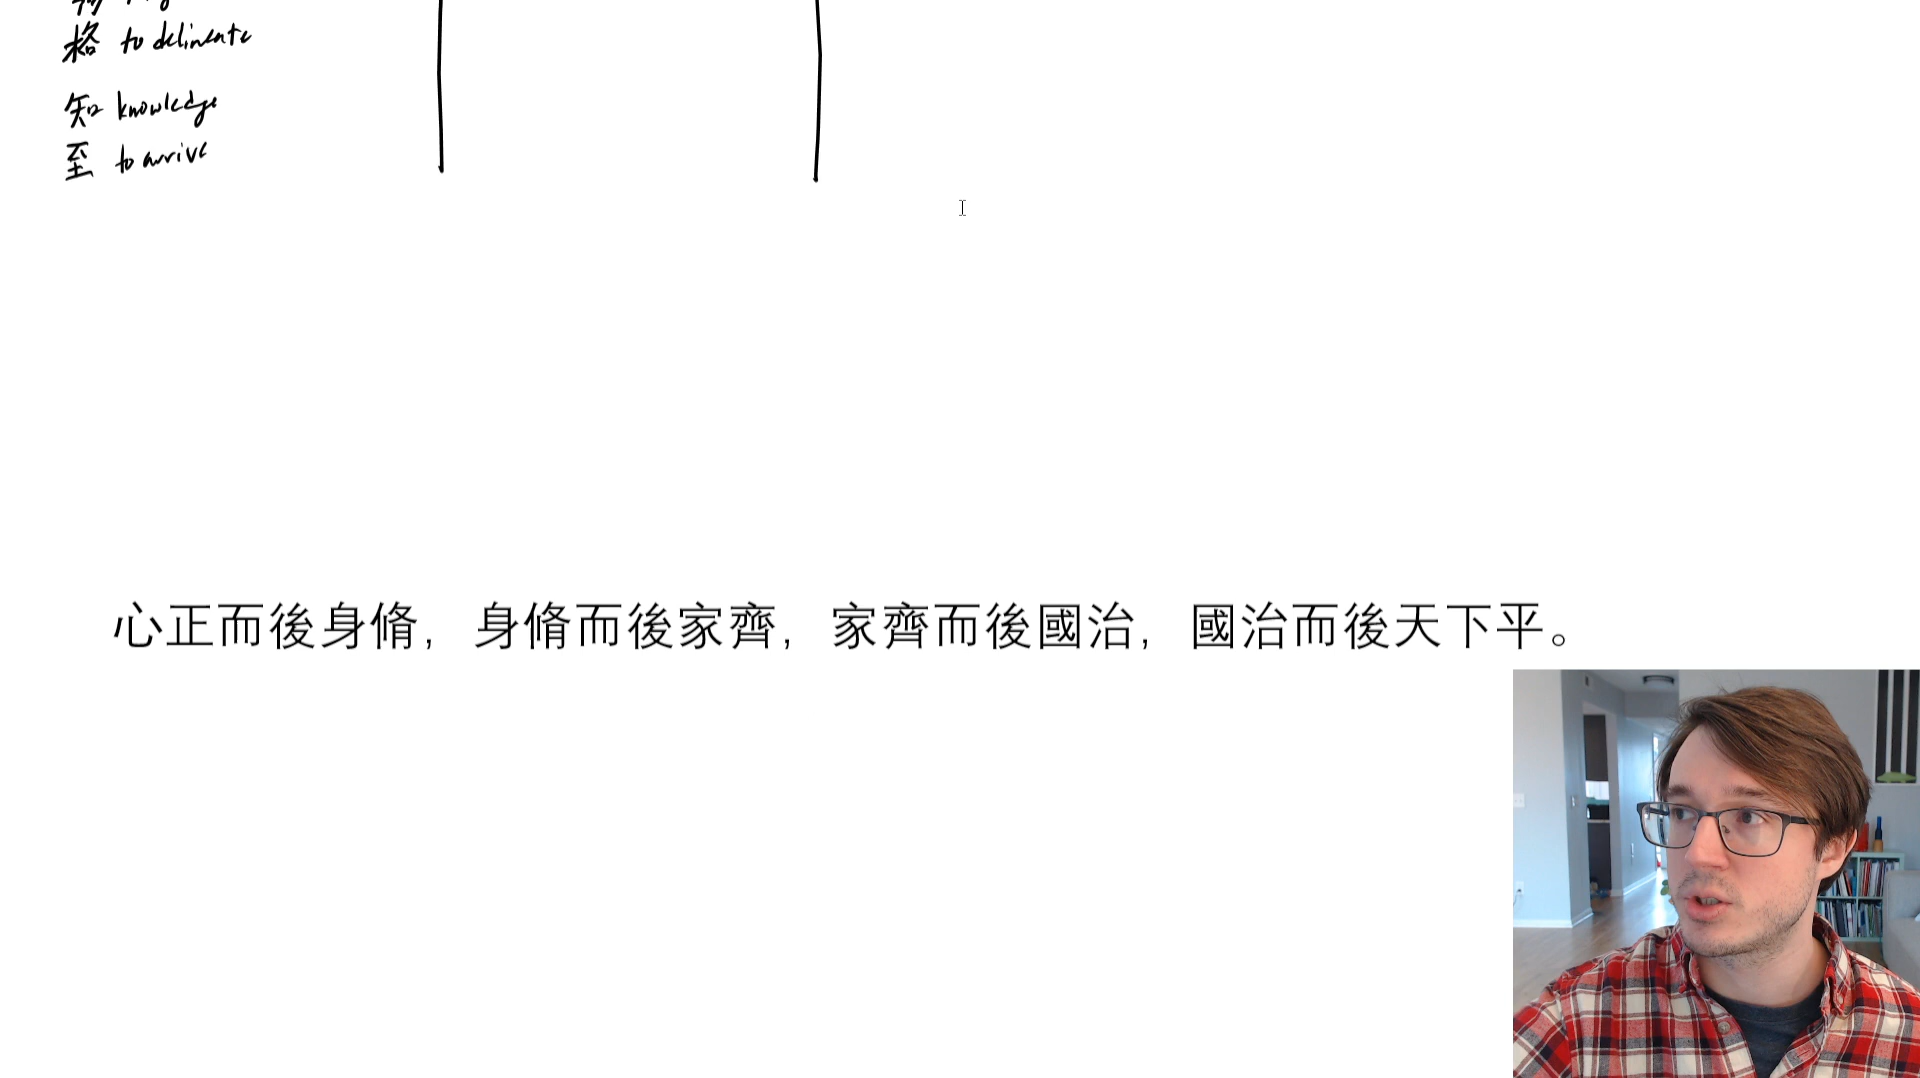 格 to delineate
知 knowledge
至 to arrive
心正而後身脩，身脩而後家齊，家齊而後國治，國治而後天下平。